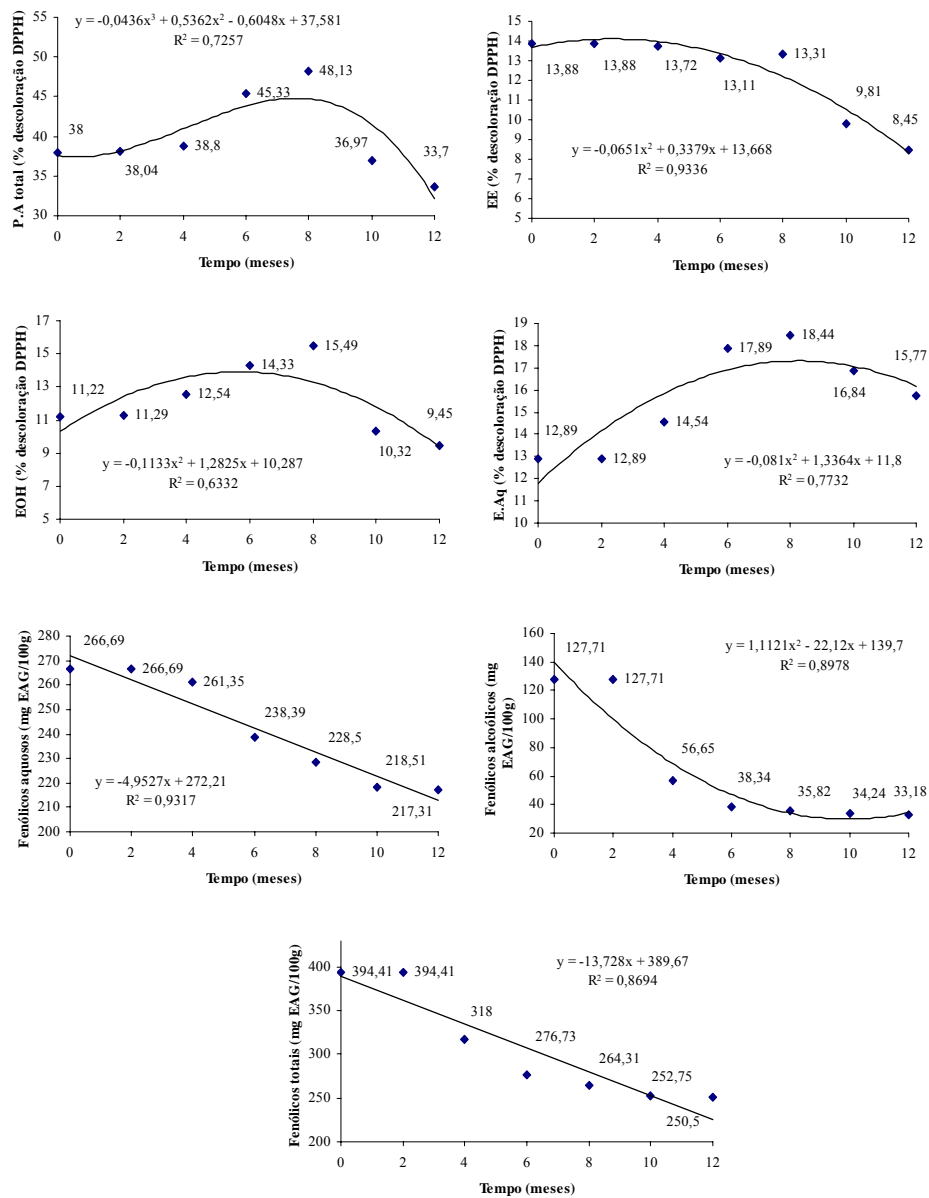 y = -0,0436x³ + 0,5362x² - 0,6048x + 37,581
R² = 0,7257
P.A total (% descoloração DPPH)
55
50
45
40
35
30
38
38,04
38,8
45,33
48,13
36,97
33,7
0 2 4 6 8 10 12
Tempo (meses)
EE (% descoloração DPPH)
15
14
13
12
11
10
9
8
7
6
5
13,88
13,88
13,72
13,11
13,31
9,81
8,45
y = -0,0651x² + 0,3379x + 13,668
R² = 0,9336
0 2 4 6 8 10 12
Tempo (meses)
EOH (% descoloração DPPH)
17
15
13
11
9
7
5
11,22
11,29
12,54
14,33
15,49
10,32
9,45
y = -0,1133x² + 1,2825x + 10,287
R² = 0,6332
0 2 4 6 8 10 12
Tempo (meses)
E.Aq (% descoloração DPPH)
20
19
18
17
16
15
14
13
12
11
10
12,89
12,89
14,54
17,89
18,44
16,84
15,77
y = -0,081x² + 1,3364x + 11,8
R² = 0,7732
0 2 4 6 8 10 12
Tempo (meses)
Fenólicos aquosos (mg EAG/100g)
280
270
260
250
240
230
220
210
200
266,69
266,69
261,35
238,39
228,5
218,51
217,31
y = -4,9527x + 272,21
R² = 0,9317
0 2 4 6 8 10 12
Tempo (meses)
Fenólicos alcoólicos (mg
EAG/100g)
160
140
120
100
80
60
40
20
127,71
127,71
56,65
38,34
35,82
34,24
33,18
y = 1,1121x² - 22,12x + 139,7
R² = 0,8978
0 2 4 6 8 10 12
Tempo (meses)
Fenólicos totais (mg EAG/100g)
400
350
300
250
200
394,41
394,41
318
276,73
264,31
252,75
250,5
y = -13,728x + 389,67
R² = 0,8694
0 2 4 6 8 10 12
Tempo (meses)